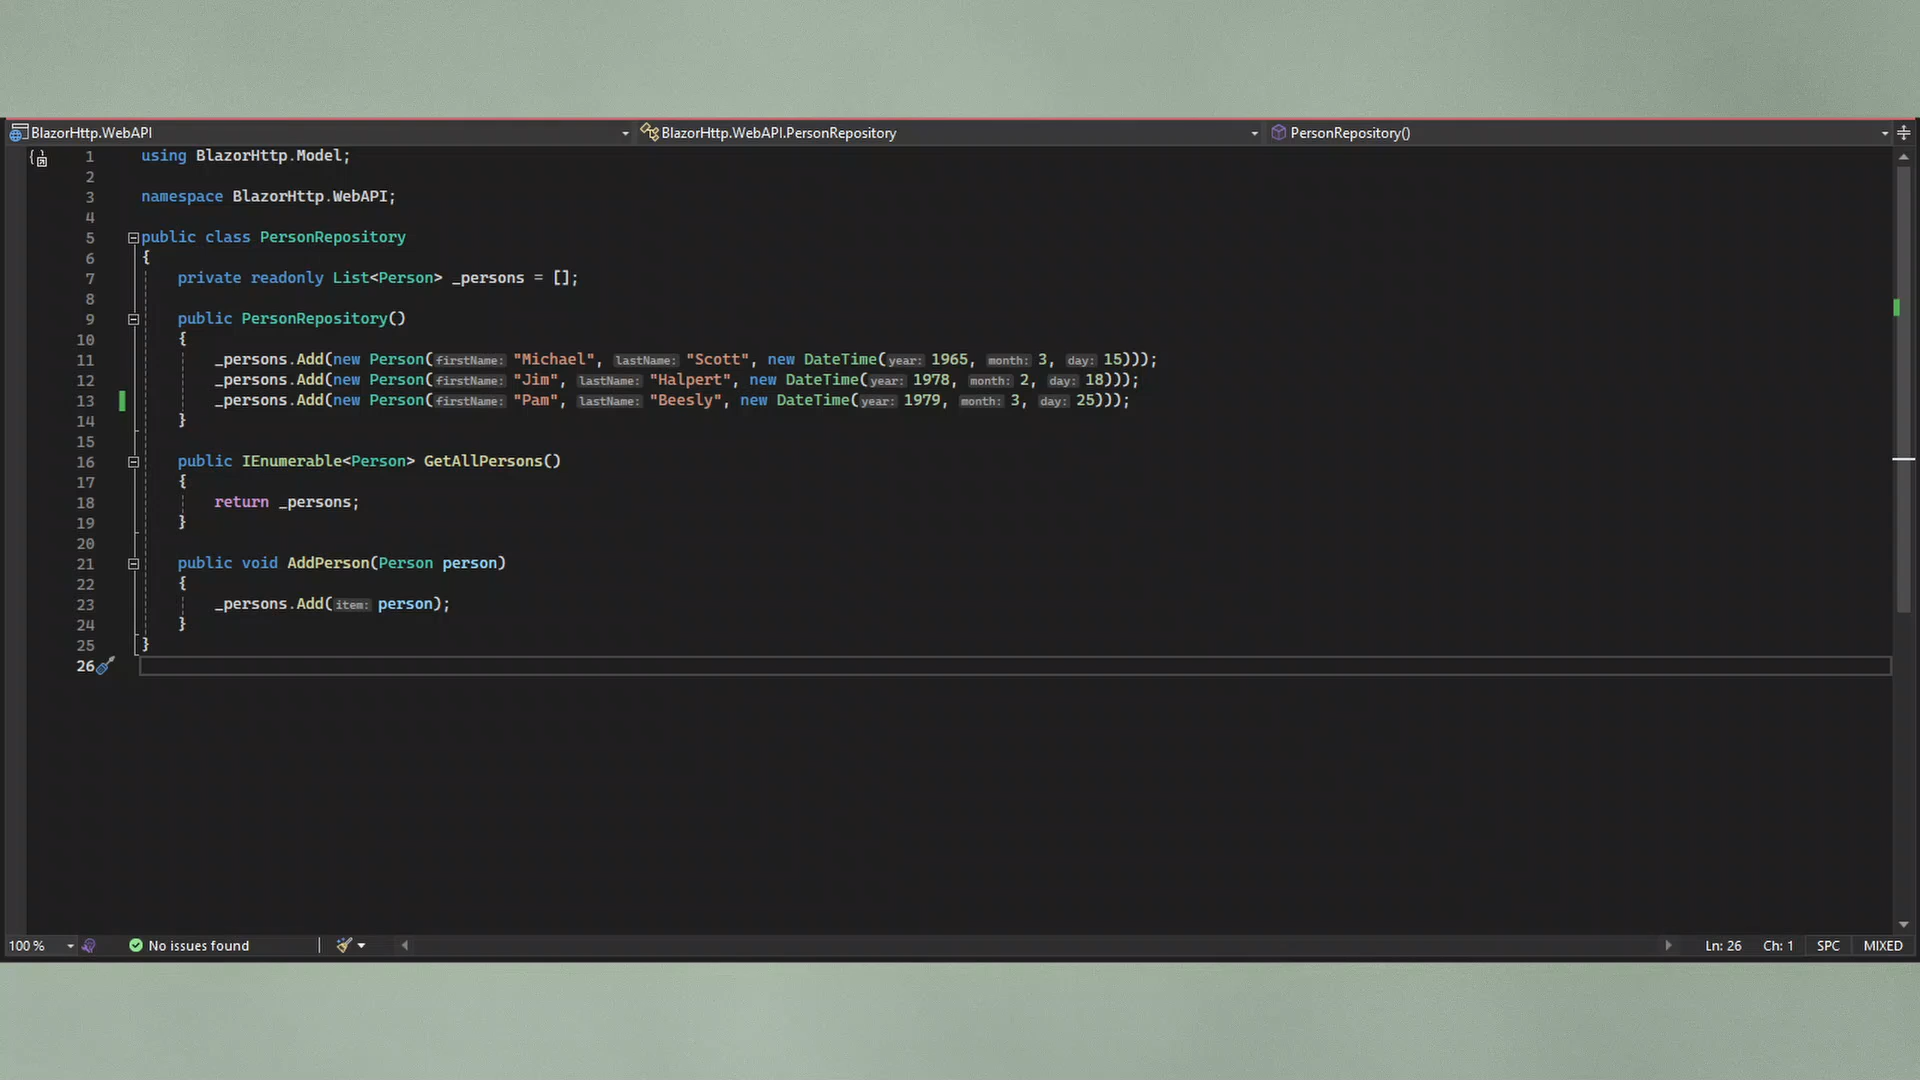 BlazorHttp.WebAPI BlazorHttp.WebAPI.PersonRepository PersonRepository()
1 using BlazorHttp.Model;
2
3 namespace BlazorHttp.WebAPI;
4
5 public class PersonRepository
6 {
7 private readonly List<Person> _persons = [];
8
9 public PersonRepository()
10 {
11 _persons.Add(new Person(firstName: "Michael", lastName: "Scott", new DateTime(year: 1965, month: 3, day: 15)));
12 _persons.Add(new Person(firstName: "Jim", lastName: "Halpert", new DateTime(year: 1978, month: 2, day: 18)));
13 _persons.Add(new Person(firstName: "Pam", lastName: "Beesly", new DateTime(year: 1979, month: 3, day: 25)));
14 }
15
16 public IEnumerable<Person> GetAllPersons()
17 {
18 return _persons;
19 }
20
21 public void AddPerson(Person person)
22 {
23 _persons.Add(item: person);
24 }
25 }
26
100 % No issues found Ln: 26 Ch: 1 SPC MIXED